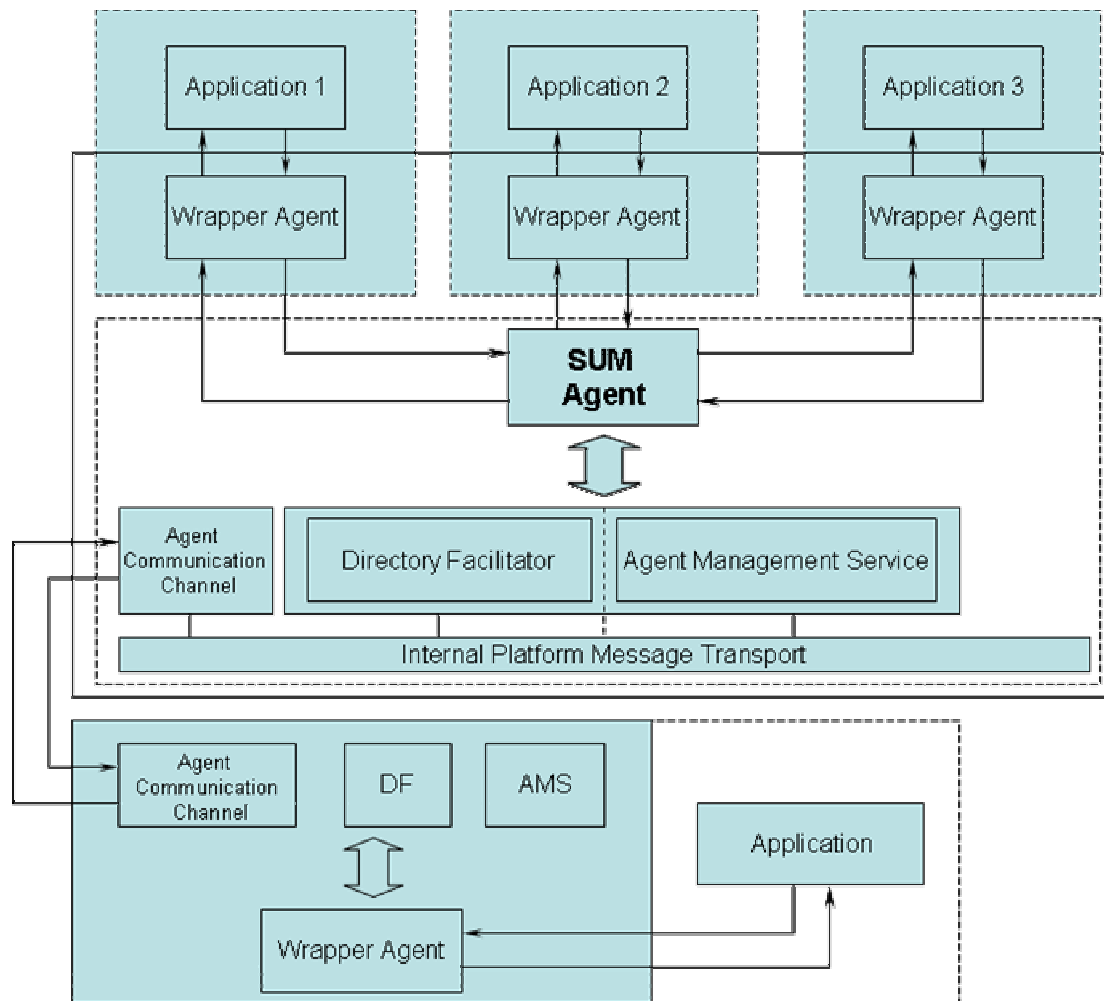 Application 1
Application 2
Application 3
Wrapper Agent
Wrapper Agent
Wrapper Agent
SUM
Agent
Agent
Communication
Channel
Directory Facilitator
Agent Management Service
Internal Platform Message Transport
Agent
Communication
Channel
DF
AMS
Application
Wrapper Agent